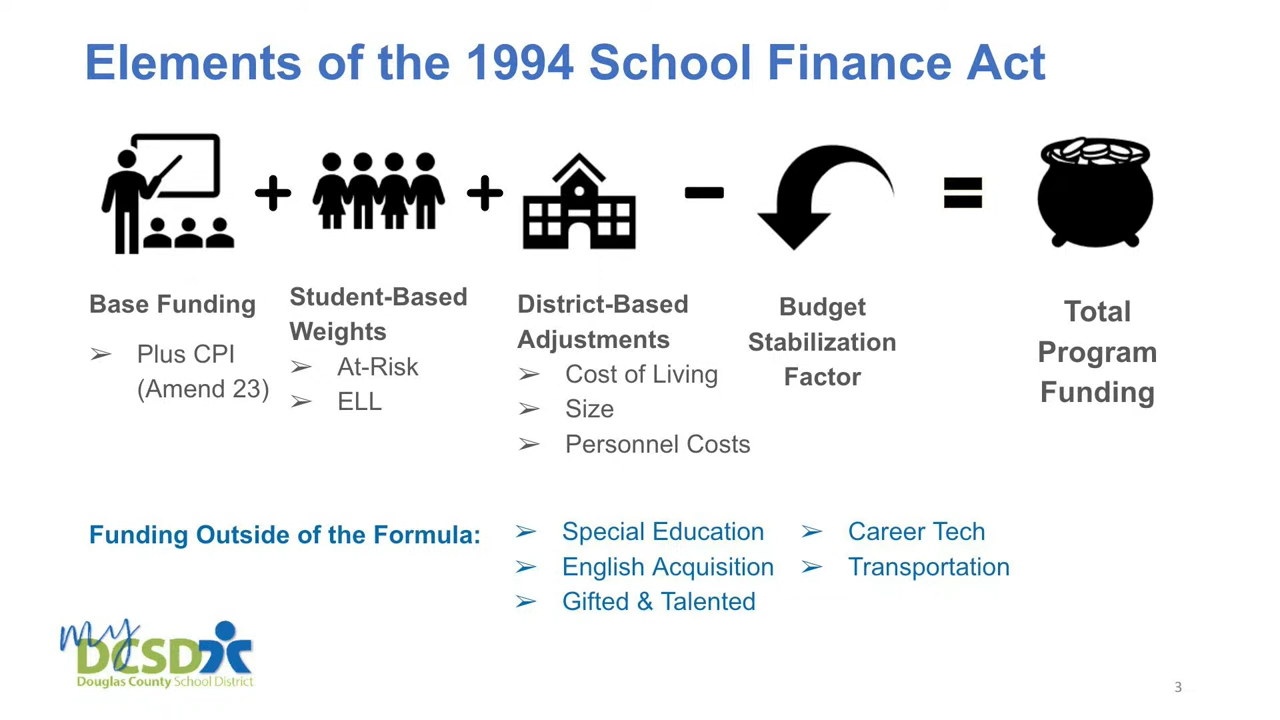 Elements of the 1994 School Finance Act
+ + - =
Base Funding
➢ Plus CPI
(Amend 23)
Student-Based
Weights
➢ At-Risk
➢ ELL
District-Based
Adjustments
➢ Cost of Living
➢ Size
➢ Personnel Costs
Budget
Stabilization
Factor
Total
Program
Funding
Funding Outside of the Formula:
➢ Special Education
➢ English Acquisition
➢ Gifted & Talented
➢ Career Tech
➢ Transportation
my
DCSD
Douglas County School District
3